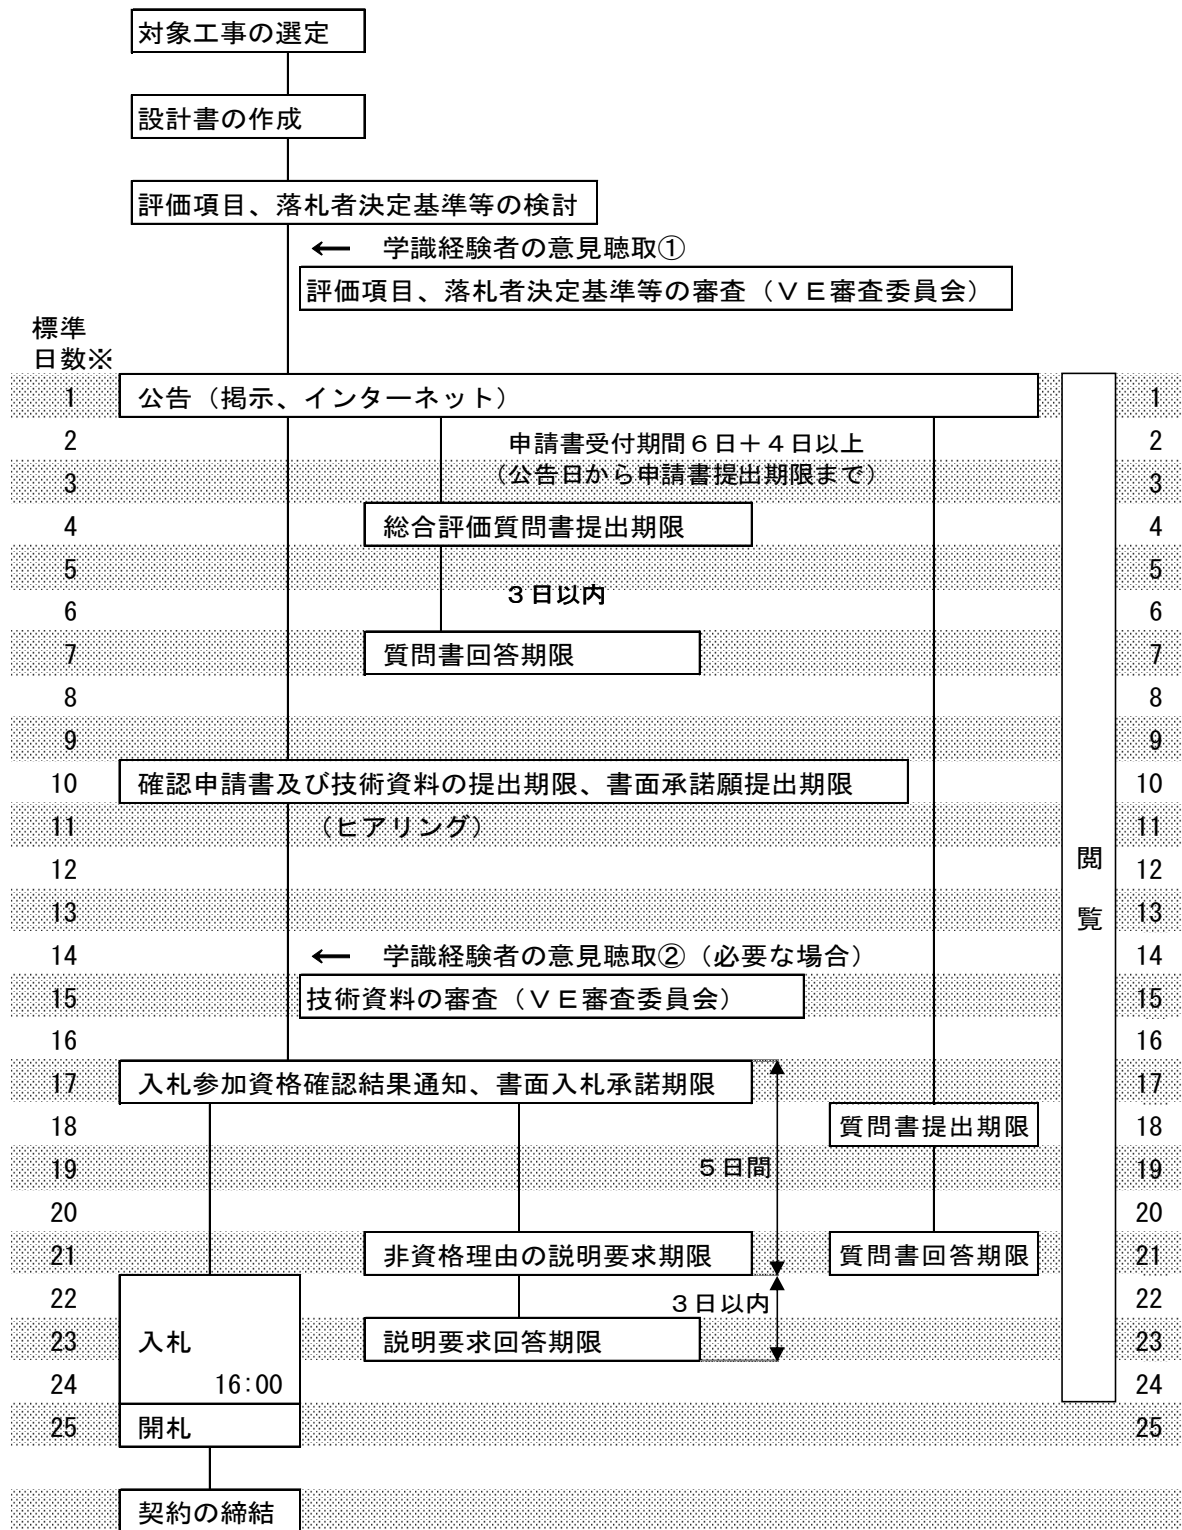 対象工事の選定
設計書の作成
評価項目、落札者決定基準等の検討
← 学識経験者の意見聴取①
評価項目、落札者決定基準等の審査（ＶＥ審査委員会）
標準
日数※
1 公告（掲示、インターネット） 1
2 申請書受付期間６日＋４日以上 2
3 （公告日から申請書提出期限まで） 3
4 総合評価質問書提出期限 4
5 5
３日以内
6 6
7 質問書回答期限 7
8 8
9 9
10 確認申請書及び技術資料の提出期限、書面承諾願提出期限 10
11 （ヒアリング） 11
12 12
13 13
閲覧
14 ← 学識経験者の意見聴取②（必要な場合） 14
15 技術資料の審査（ＶＥ審査委員会） 15
16 16
17 入札参加資格確認結果通知、書面入札承諾期限 17
18 質問書提出期限 18
19 ５日間 19
20 20
21 非資格理由の説明要求期限 質問書回答期限 21
22 ３日以内 22
23 入札 説明要求回答期限 23
24 16:00 24
25 開札 25
契約の締結